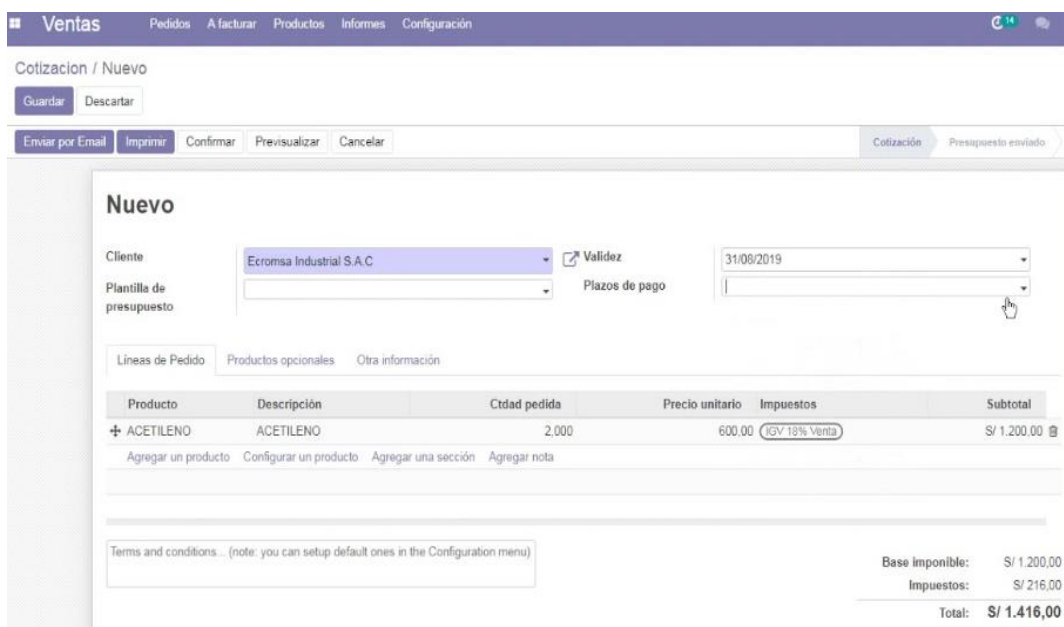 Ventas Pedidos A facturar Productos Informes Configuración 14
Cotizacion / Nuevo
Guardar Descartar
Enviar por Email Imprimir Confirmar Previsualizar Cancelar Cotización Presupuesto enviado
Nuevo
Cliente Ecromsa Industrial S.A.C Validez 31/08/2019
Plantilla de presupuesto Plazos de pago
Líneas de Pedido Productos opcionales Otra información
Producto Descripción Ctdad pedida Precio unitario Impuestos Subtotal
ACETILENO ACETILENO 2,000 600,00 IGV 18% Venta S/ 1.200,00
Agregar un producto Configurar un producto Agregar una sección Agregar nota
Terms and conditions... (note: you can setup default ones in the Configuration menu)
Base imponible: S/ 1.200,00
Impuestos: S/ 216,00
Total: S/ 1.416,00